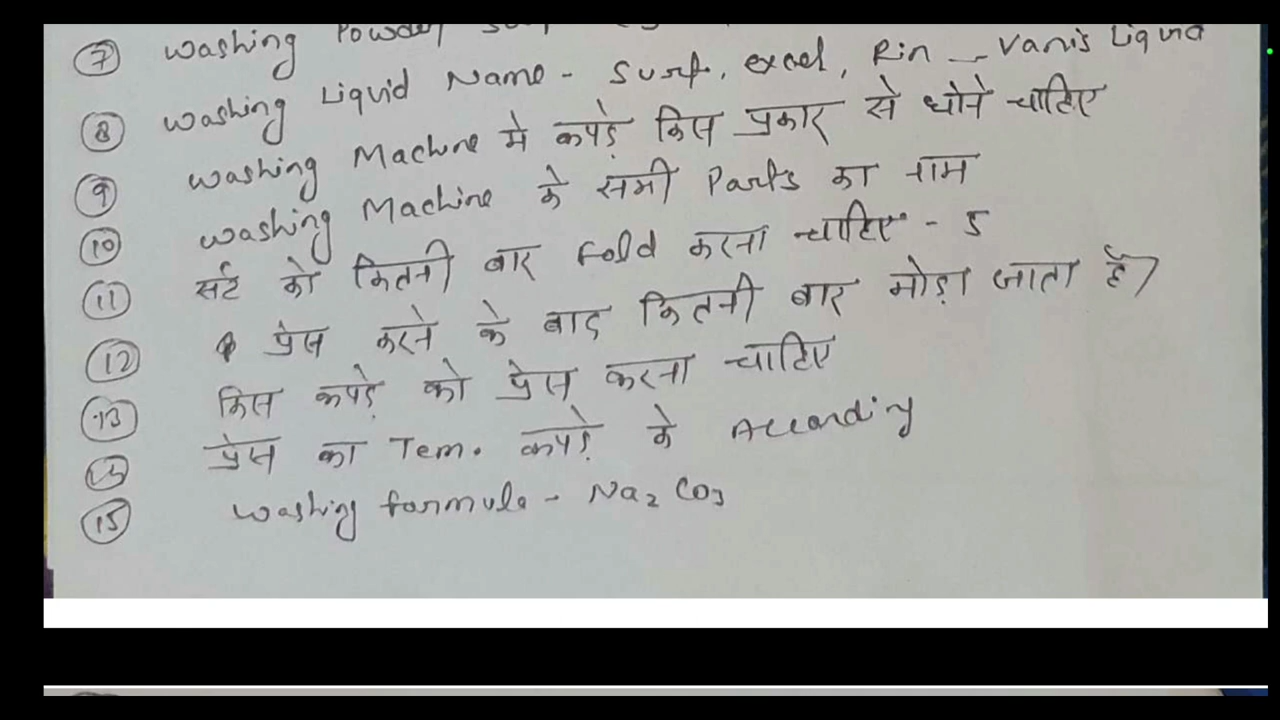 ⑦ washing Powder
⑧ washing Liquid Name - Surf, excel, Rin - Vanis Liquid
⑨ washing Machine मे कपड़े किस प्रकार से धोने चाहिए
⑩ washing Machine के सभी Parts का नाम
⑪ सर्ट को कितनी बार Fold करना चाहिए - 5
⑫ प्रेस करने के बाद कितनी बार मोड़ा जाता है?
⑬ किस कपड़े को प्रेस करना चाहिए
प्रेस का Tem. कपड़े के According
⑮ washing formule - Na₂ CO₃